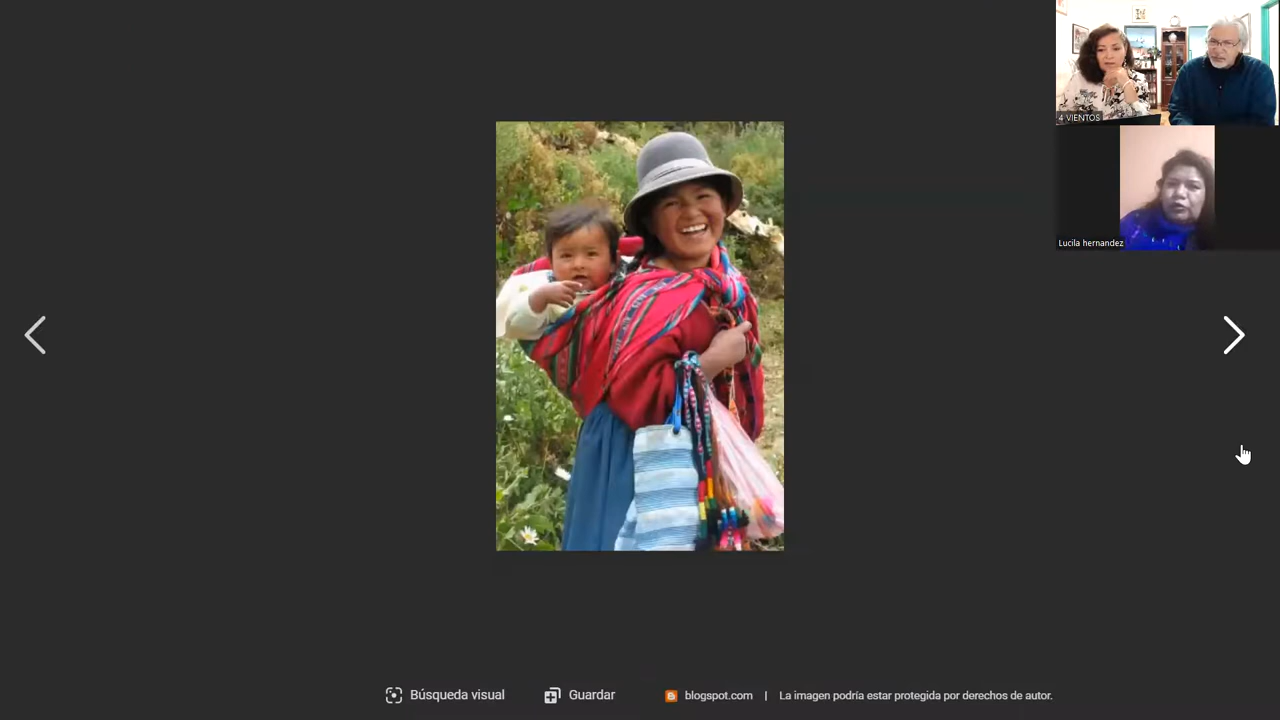 4 VIENTOS
Lucila hernandez
Búsqueda visual
Guardar
blogspot.com | La imagen podría estar protegida por derechos de autor.